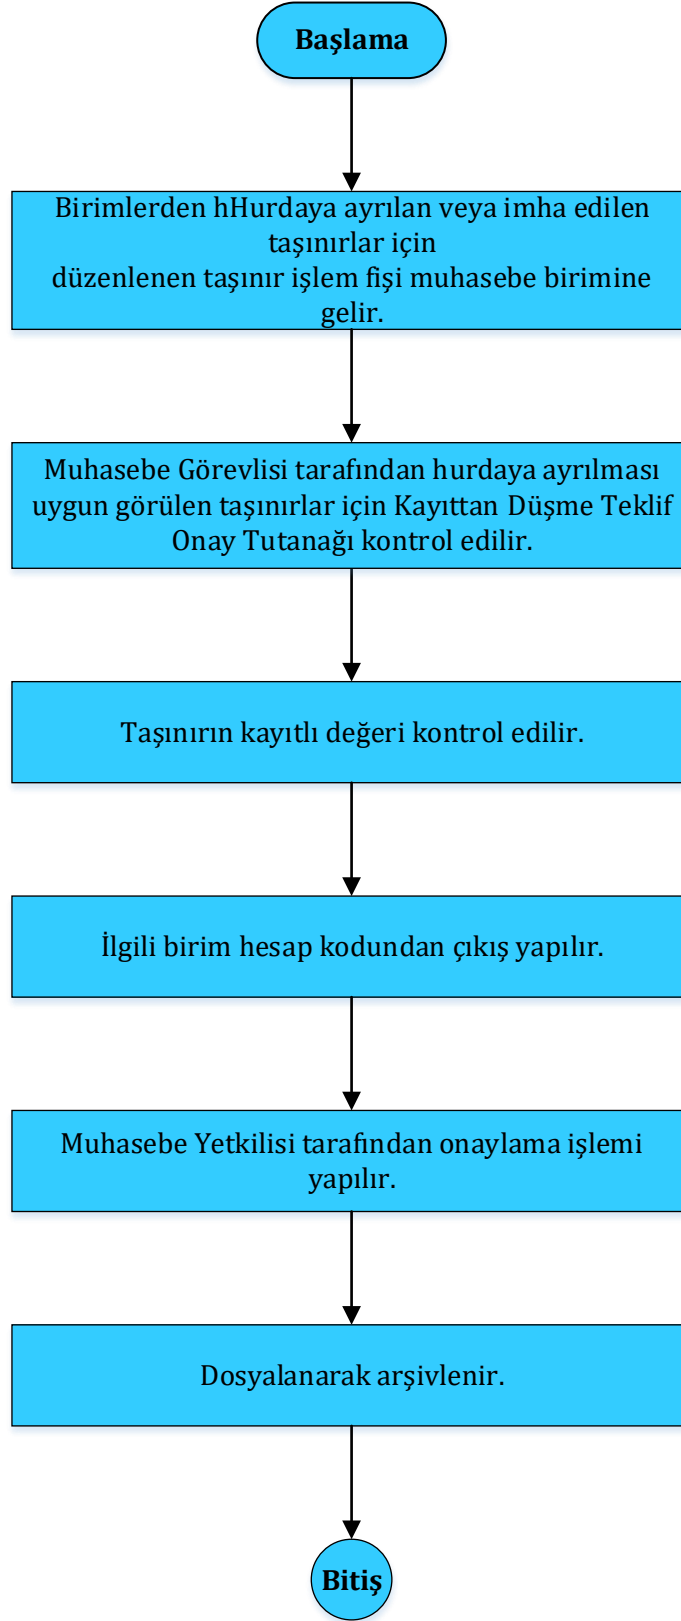 Başlama
Birimlerden hHurdaya ayrılan veya imha edilen
taşınırlar için
düzenlenen taşınır işlem fişi muhasebe birimine
gelir.
Muhasebe Görevlisi tarafından hurdaya ayrılması
uygun görülen taşınırlar için Kayıttan Düşme Teklif
Onay Tutanağı kontrol edilir.
Taşınırın kayıtlı değeri kontrol edilir.
İlgili birim hesap kodundan çıkış yapılır.
Muhasebe Yetkilisi tarafından onaylama işlemi
yapılır.
Dosyalanarak arşivlenir.
Bitiş